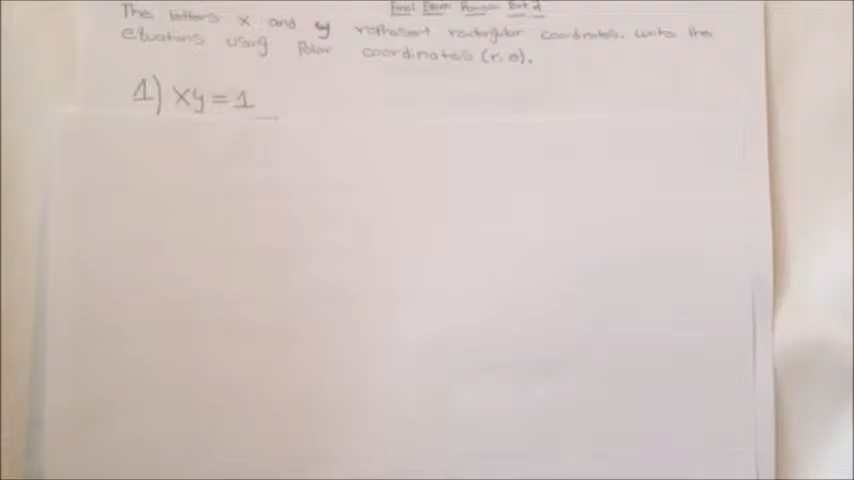 Final Exam Review Part 2
The letters x and y represent rectangular coordinates. Write the
equations using Polar coordinates (r, θ).
1) xy = 1